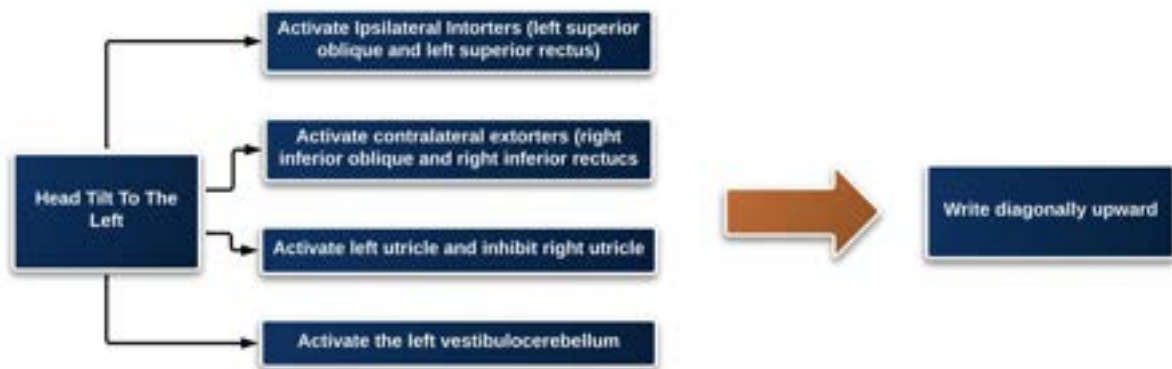 Activate Ipsilateral Intorters (left superior
oblique and left superior rectus)
Activate contralateral extorters (right
inferior oblique and right inferior rectucs
Head Tilt To The
Left
Activate left utricle and inhibit right utricle
Activate the left vestibulocerebellum
Write diagonally upward